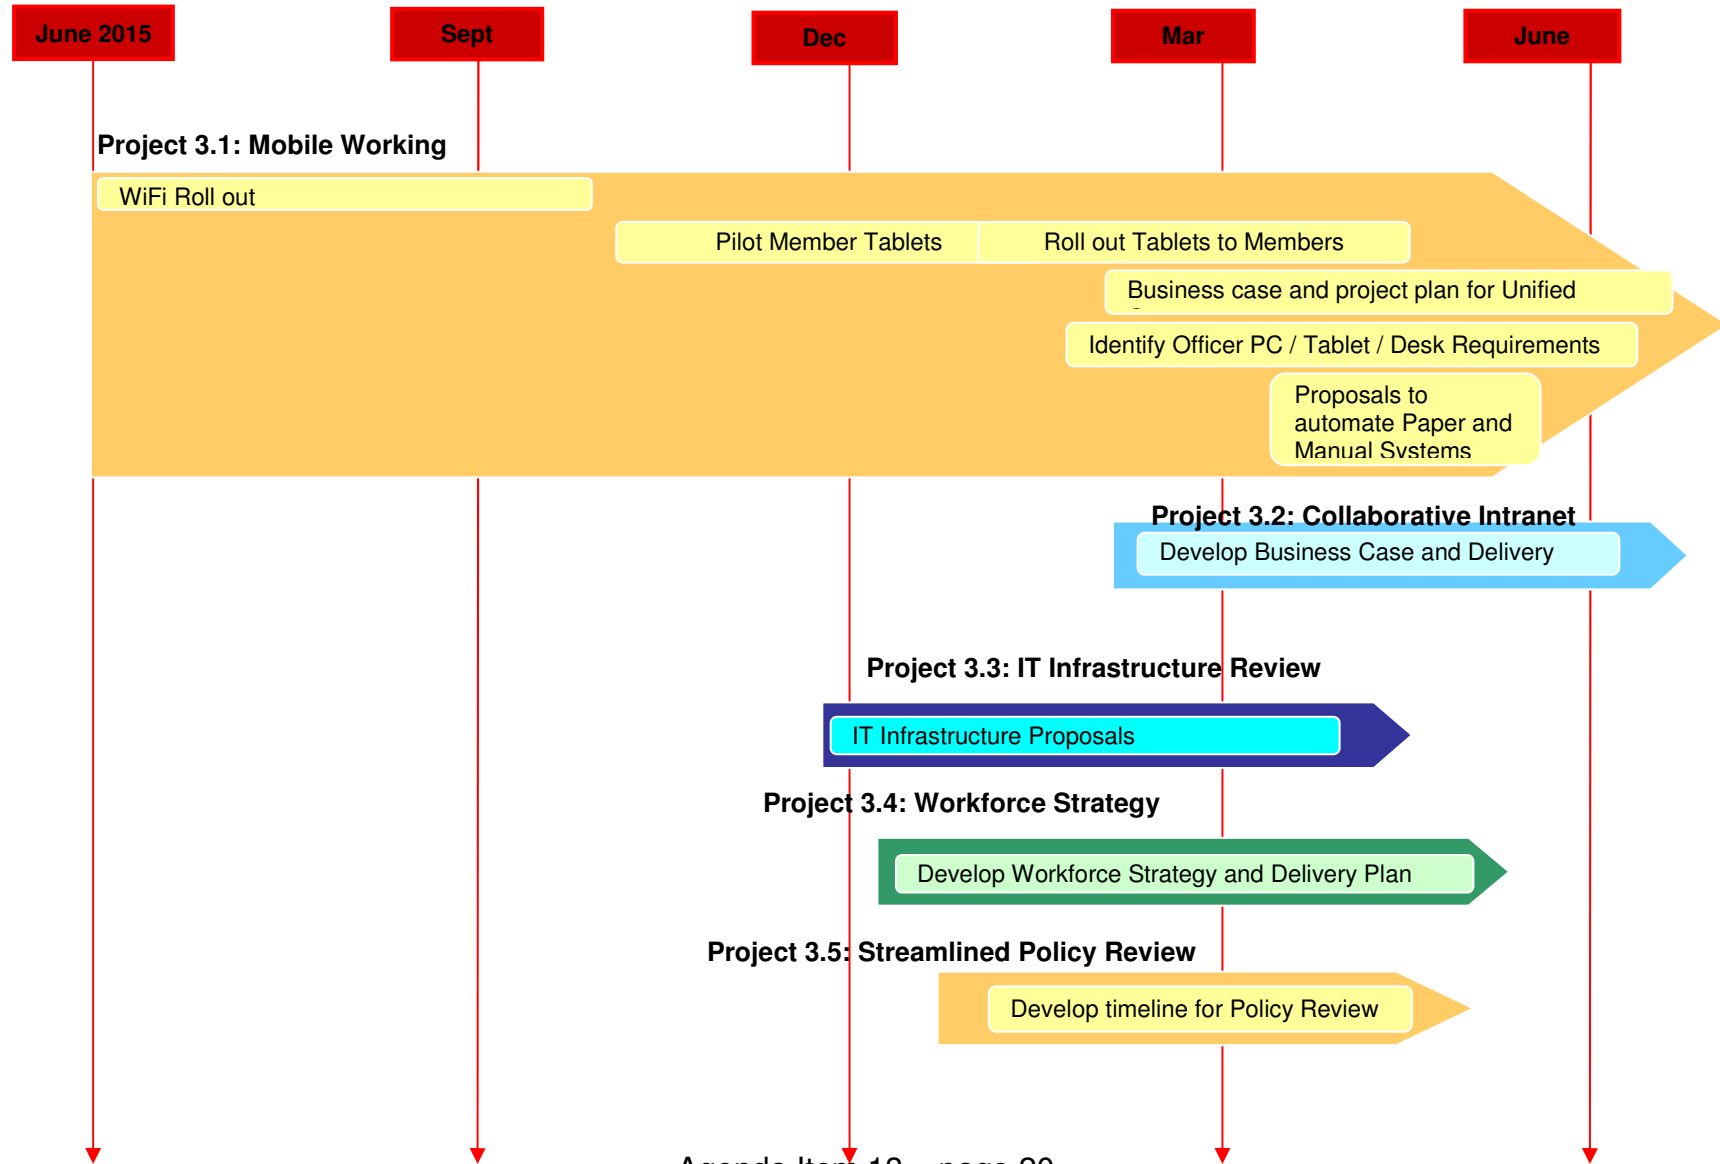 June 2015
Sept
Dec
Mar
June
Project 3.1: Mobile Working
WiFi Roll out
Pilot Member Tablets
Roll out Tablets to Members
Business case and project plan for Unified
Identify Officer PC / Tablet / Desk Requirements
Proposals to
automate Paper and
Manual Systems
Project 3.2: Collaborative Intranet
Develop Business Case and Delivery
Project 3.3: IT Infrastructure Review
IT Infrastructure Proposals
Project 3.4: Workforce Strategy
Develop Workforce Strategy and Delivery Plan
Project 3.5: Streamlined Policy Review
Develop timeline for Policy Review
Agenda Item page